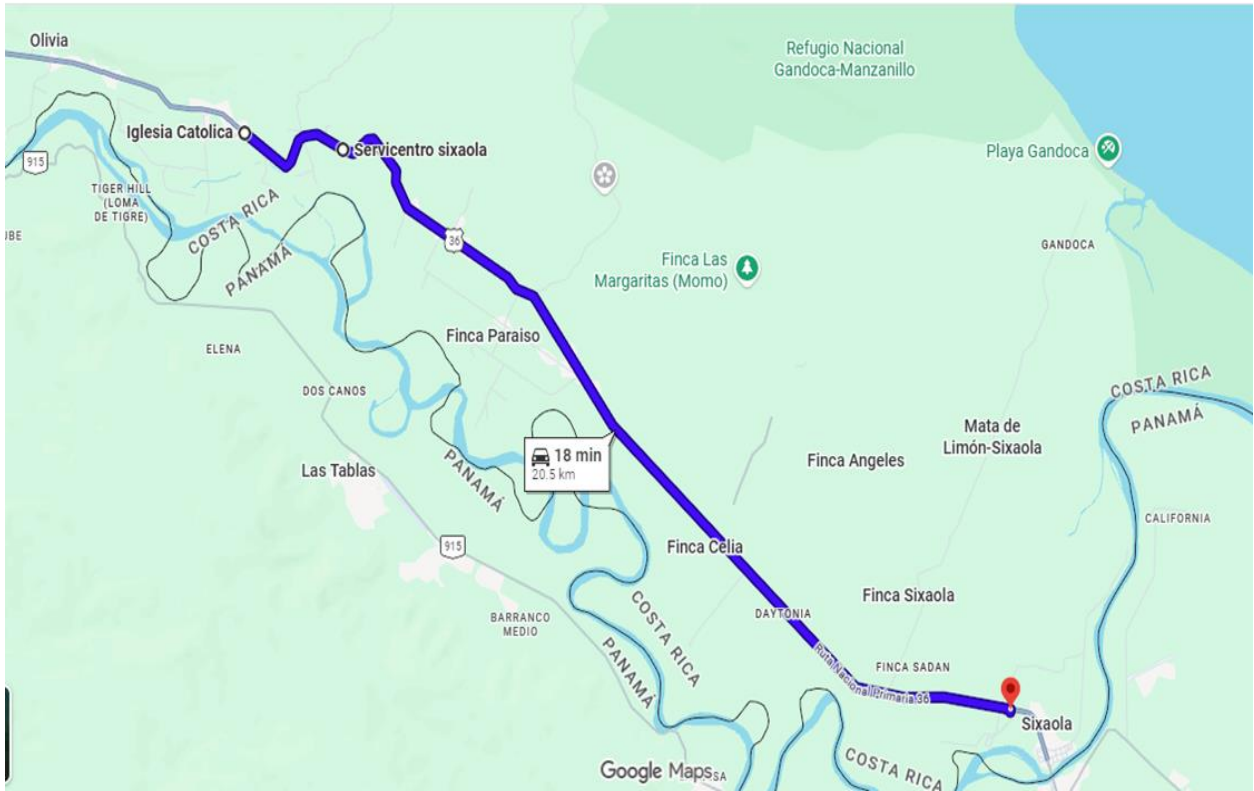 Olivia
Refugio Nacional
Gandoca-Manzanillo
Iglesia Catolica
Servicentro sixaola
Playa Gandoca
915
TIGER HILL
(LOMA
DE TIGRE)
COSTA RICA
PANAMÁ
UBE
36
GANDOCA
Finca Las
Margaritas (Momo)
Finca Paraiso
ELENA
DOS CANOS
COSTA RICA
PANAMÁ
18 min
20.5 km
Mata de
Limón-Sixaola
Finca Angeles
Las Tablas
PANAMÁ
CALIFORNIA
915
Finca Celia
Finca Sixaola
DAYTONIA
BARRANCO
MEDIO
COSTA RICA
PANAMÁ
FINCA SADAN
Ruta Nacional Primaria 36
Sixaola
COSTA RICA
Google Maps
SA